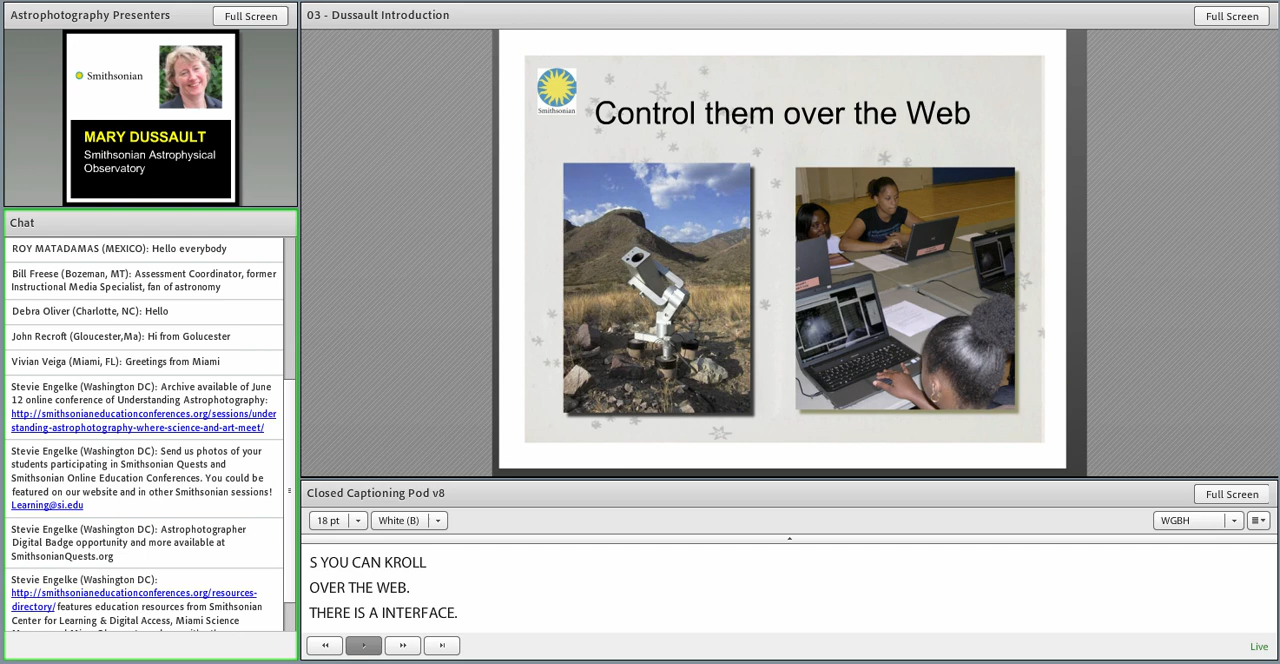 Astrophotography Presenters
Full Screen
Smithsonian
MARY DUSSAULT
Smithsonian Astrophysical
Observatory
Chat
ROY MATADAMAS (MEXICO): Hello everybody
Bill Freese (Bozeman, MT): Assessment Coordinator, former
Instructional Media Specialist, fan of astronomy
Debra Oliver (Charlotte, NC): Hello
John Recroft (Gloucester,Ma): Hi from Golucester
Vivian Veiga (Miami, FL): Greetings from Miami
Stevie Engelke (Washington DC): Archive available of June
12 online conference of Understanding Astrophotography:
http://smithsonianeducationconferences.org/sessions/under
standing-astrophotography-where-science-and-art-meet/
Stevie Engelke (Washington DC): Send us photos of your
students participating in Smithsonian Quests and
Smithsonian Online Education Conferences. You could be
featured on our website and in other Smithsonian sessions!
Learning@si.edu
Stevie Engelke (Washington DC): Astrophotographer
Digital Badge opportunity and more available at
SmithsonianQuests.org
Stevie Engelke (Washington DC):
http://smithsonianeducationconferences.org/resources-
directory/ features education resources from Smithsonian
Center for Learning & Digital Access, Miami Science
03 - Dussault Introduction
Full Screen
Smithsonian
Control them over the Web
Closed Captioning Pod v8
Full Screen
18 pt
White (B)
WGBH
S YOU CAN KROLL
OVER THE WEB.
THERE IS A INTERFACE.
Live